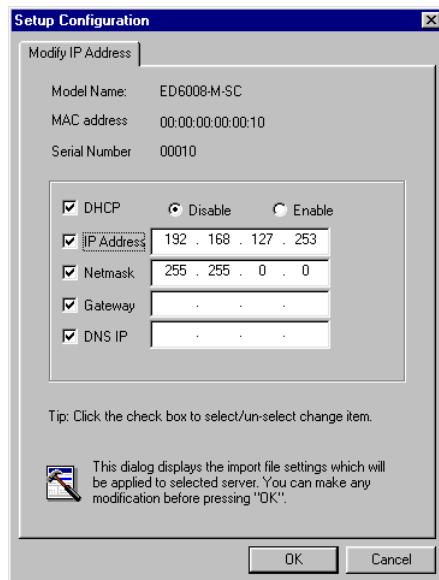 Setup Configuration
Modify IP Address
Model Name: ED6008-M-SC
MAC address 00:00:00:00:00:10
Serial Number 00010
DHCP Disable Enable
IP Address 192 . 168 . 127 . 253
Netmask 255 . 255 . 0 . 0
Gateway . . .
DNS IP . . .
Tip: Click the check box to select/un-select change item.
This dialog displays the import file settings which will
be applied to selected server. You can make any
modification before pressing "OK".
OK Cancel